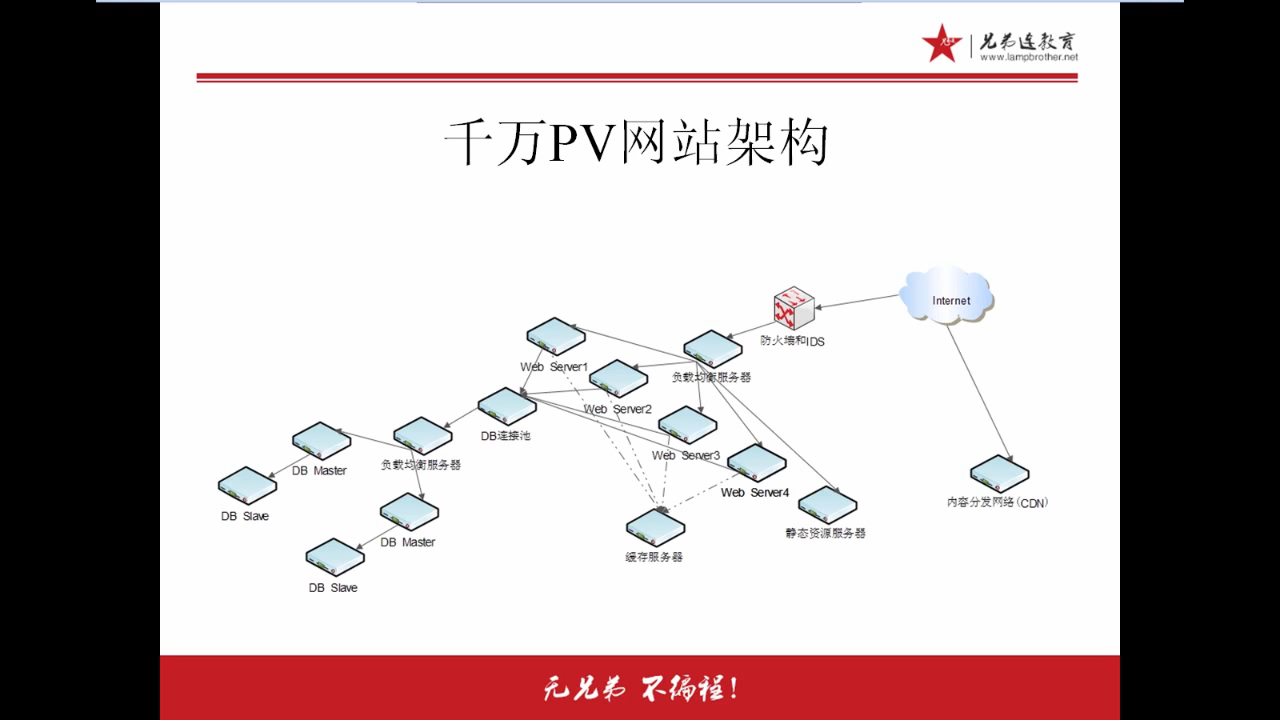 兄弟连教育
www.lampbrother.net
千万PV网站架构
Internet
防火墙和IDS
负载均衡服务器
Web Server1
Web Server2
DB连接池
Web Server3
负载均衡服务器
DB Master
Web Server4
内容分发网络(CDN)
DB Slave
静态资源服务器
DB Master
缓存服务器
DB Slave
无兄弟 不编程!